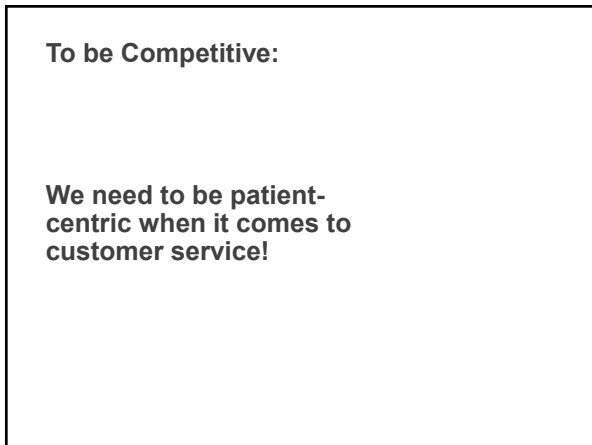 To be Competitive:
We need to be patient-
centric when it comes to
customer service!